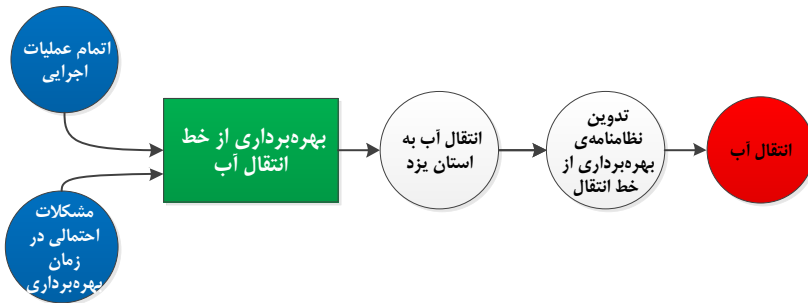 اتمام عملیات
اجرایی
مشکلات
احتمالی در
زمان
بهره‌برداری
بهره‌برداری از خط
انتقال آب
انتقال آب به
استان یزد
تدوین
نظامنامه‌ی
بهره‌برداری از
خط انتقال
انتقال آب